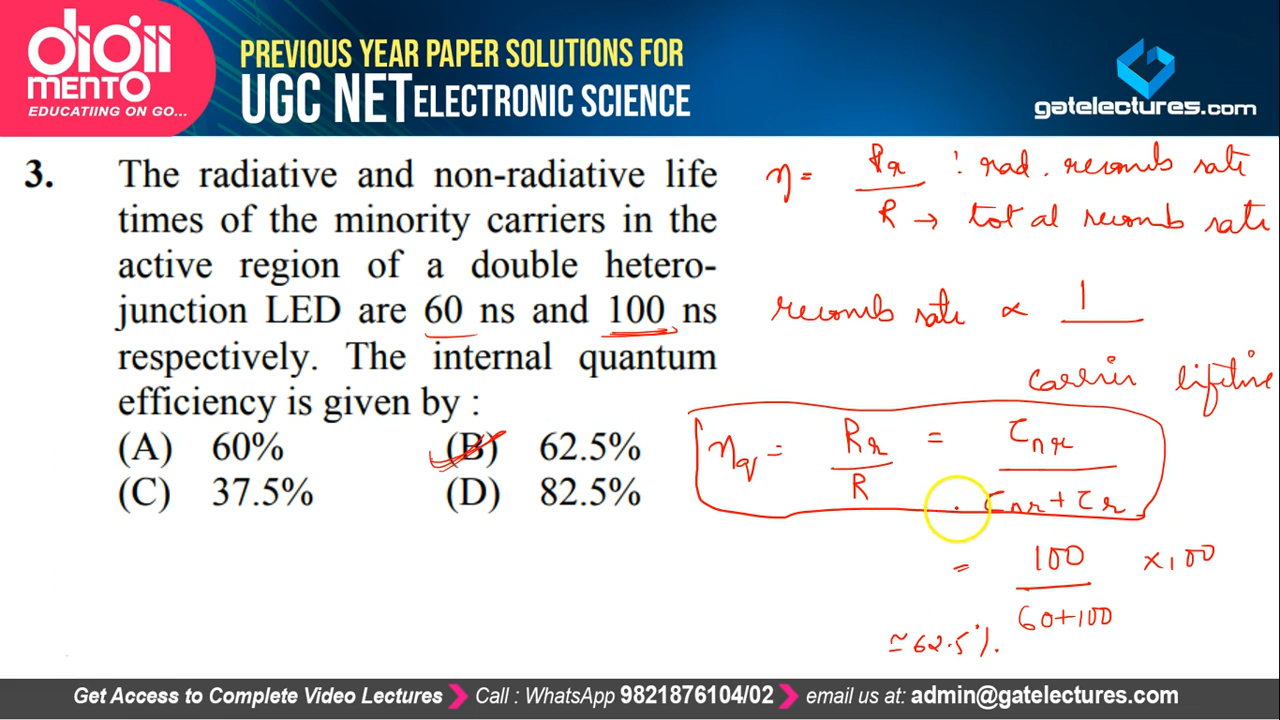 dioii
MENTO
EDUCATIING ON GO...
PREVIOUS YEAR PAPER SOLUTIONS FOR
UGC NET ELECTRONIC SCIENCE
gatelectures.com
3. The radiative and non-radiative life
times of the minority carriers in the
active region of a double hetero-
junction LED are 60 ns and 100 ns
respectively. The internal quantum
efficiency is given by :
(A) 60% (B) 62.5%
(C) 37.5% (D) 82.5%
η = Rr : rad. recomb rate
R → total recomb rate
recomb rate ∝ 1
carrier lifetime
ηq = Rr = τnr
R τnr + τr
= 100 × 100
60+100
≃ 62.5%.
Get Access to Complete Video Lectures Call : WhatsApp 9821876104/02 email us at: admin@gatelectures.com